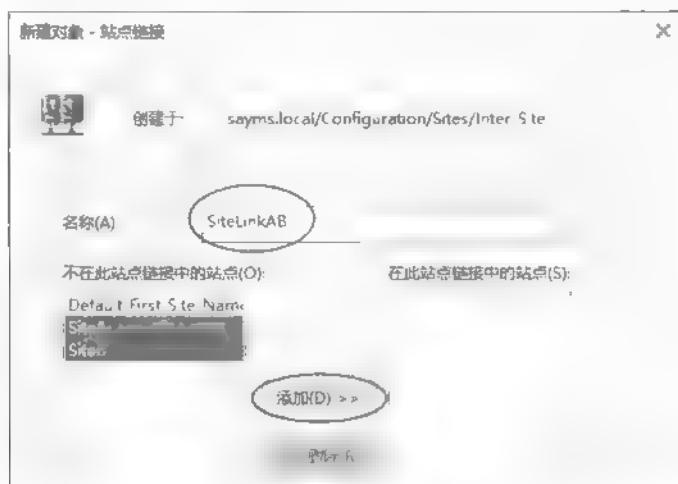 新建对象 - 站点链接
创建于: sayms.local/Configuration/Sites/Inter-Site
名称(A) SiteLinkAB
不在此站点链接中的站点(O): 在此站点链接中的站点(S):
Default-First-Site-Name
添加(D) >>